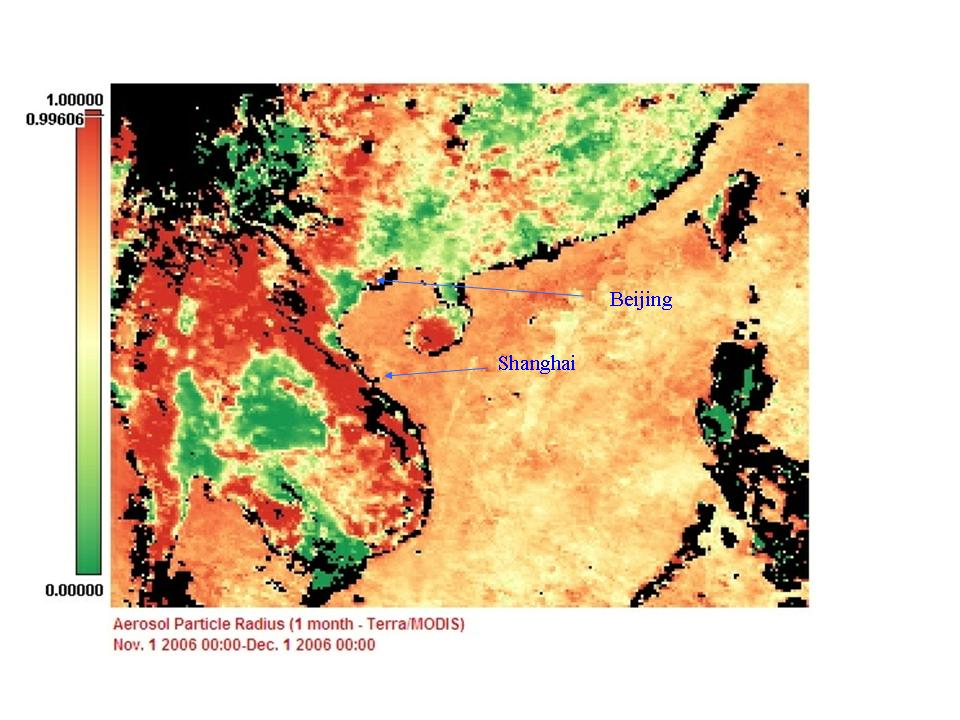 1.00000
0.99606
Beijing
Shanghai
0.00000
Aerosol Particle Radius (1 month - Terra/MODIS)
Nov. 1 2006 00:00-Dec. 1 2006 00:00